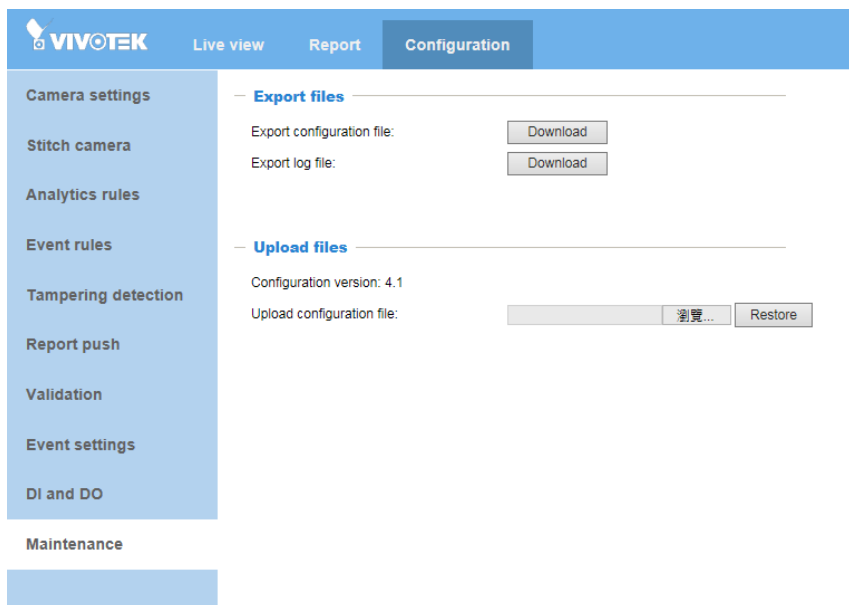 VIVOTEK Live view Report Configuration
Camera settings
Stitch camera
Analytics rules
Event rules
Tampering detection
Report push
Validation
Event settings
DI and DO
Maintenance
Export files
Export configuration file: Download
Export log file: Download
Upload files
Configuration version: 4.1
Upload configuration file: 瀏覽... Restore